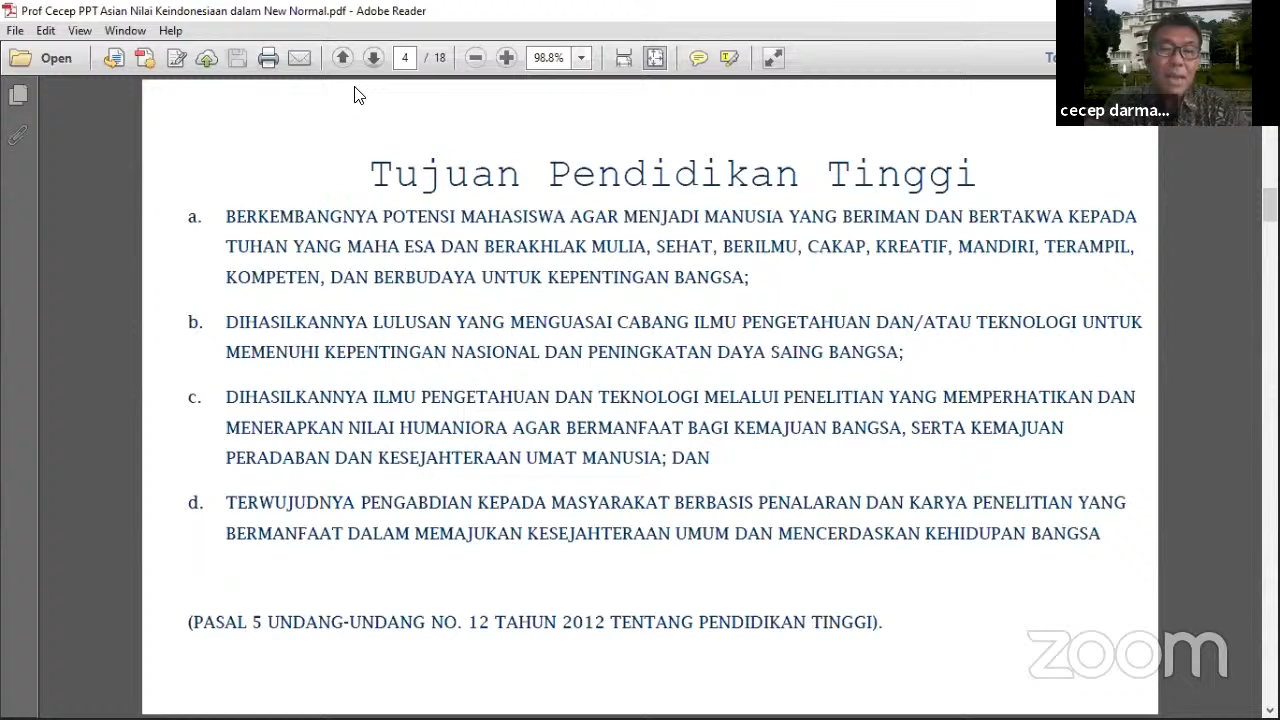 Prof Cecep PPT Asian Nilai Keindonesiaan dalam New Normal.pdf - Adobe Reader
File Edit View Window Help
Open 4 / 18 98.8%
cecep darma...
Tujuan Pendidikan Tinggi
a. BERKEMBANGNYA POTENSI MAHASISWA AGAR MENJADI MANUSIA YANG BERIMAN DAN BERTAKWA KEPADA
TUHAN YANG MAHA ESA DAN BERAKHLAK MULIA, SEHAT, BERILMU, CAKAP, KREATIF, MANDIRI, TERAMPIL,
KOMPETEN, DAN BERBUDAYA UNTUK KEPENTINGAN BANGSA;
b. DIHASILKANNYA LULUSAN YANG MENGUASAI CABANG ILMU PENGETAHUAN DAN/ATAU TEKNOLOGI UNTUK
MEMENUHI KEPENTINGAN NASIONAL DAN PENINGKATAN DAYA SAING BANGSA;
c. DIHASILKANNYA ILMU PENGETAHUAN DAN TEKNOLOGI MELALUI PENELITIAN YANG MEMPERHATIKAN DAN
MENERAPKAN NILAI HUMANIORA AGAR BERMANFAAT BAGI KEMAJUAN BANGSA, SERTA KEMAJUAN
PERADABAN DAN KESEJAHTERAAN UMAT MANUSIA; DAN
d. TERWUJUDNYA PENGABDIAN KEPADA MASYARAKAT BERBASIS PENALARAN DAN KARYA PENELITIAN YANG
BERMANFAAT DALAM MEMAJUKAN KESEJAHTERAAN UMUM DAN MENCERDASKAN KEHIDUPAN BANGSA
(PASAL 5 UNDANG-UNDANG NO. 12 TAHUN 2012 TENTANG PENDIDIKAN TINGGI).
zoom